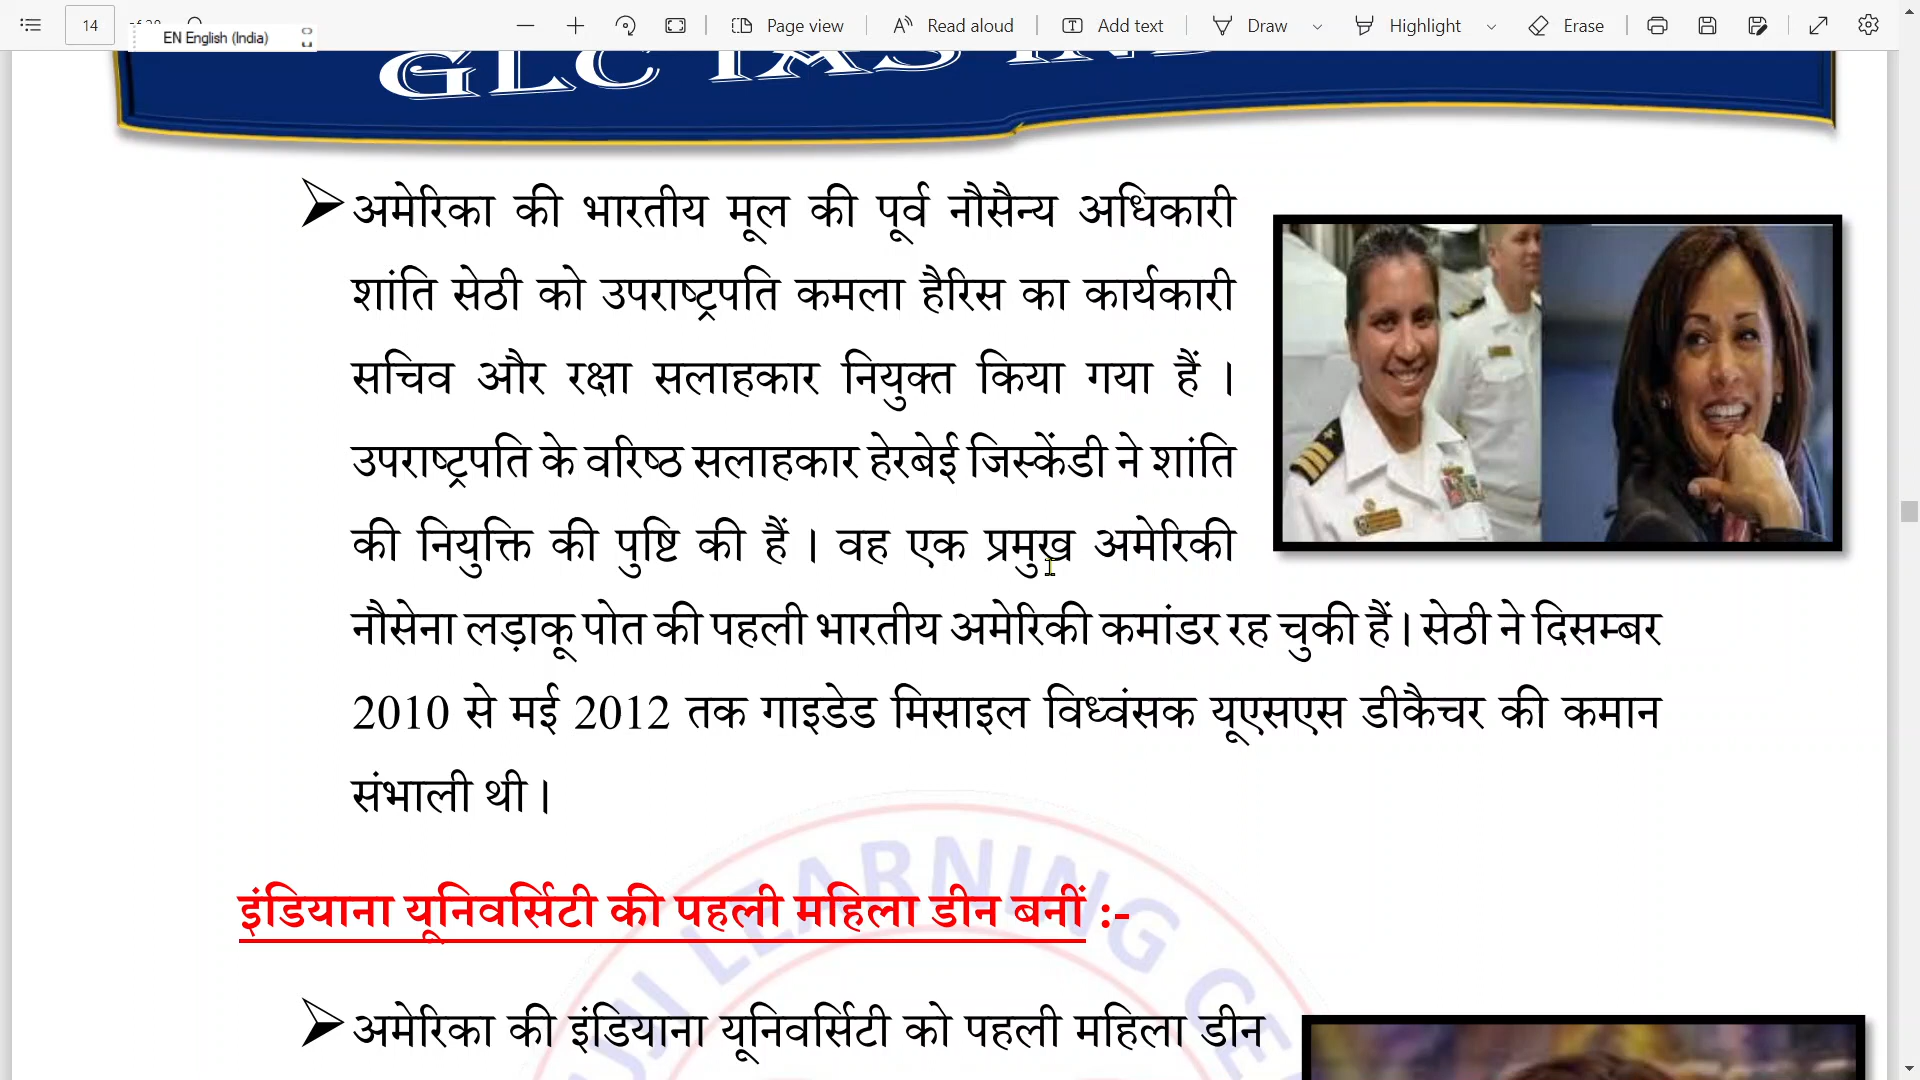 14
EN English (India)
Page view
Read aloud
Add text
Draw
Highlight
Erase
GLC IAS
अमेरिका की भारतीय मूल की पूर्व नौसैन्य अधिकारी
शांति सेठी को उपराष्ट्रपति कमला हैरिस का कार्यकारी
सचिव और रक्षा सलाहकार नियुक्त किया गया हैं ।
उपराष्ट्रपति के वरिष्ठ सलाहकार हेरबेई जिस्केंडी ने शांति
की नियुक्ति की पुष्टि की हैं । वह एक प्रमुख अमेरिकी
नौसेना लड़ाकू पोत की पहली भारतीय अमेरिकी कमांडर रह चुकी हैं। सेठी ने दिसम्बर
2010 से मई 2012 तक गाइडेड मिसाइल विध्वंसक यूएसएस डीकैचर की कमान
संभाली थी।
इंडियाना यूनिवर्सिटी की पहली महिला डीन बनीं :-
अमेरिका की इंडियाना यूनिवर्सिटी को पहली महिला डीन
LEARNING